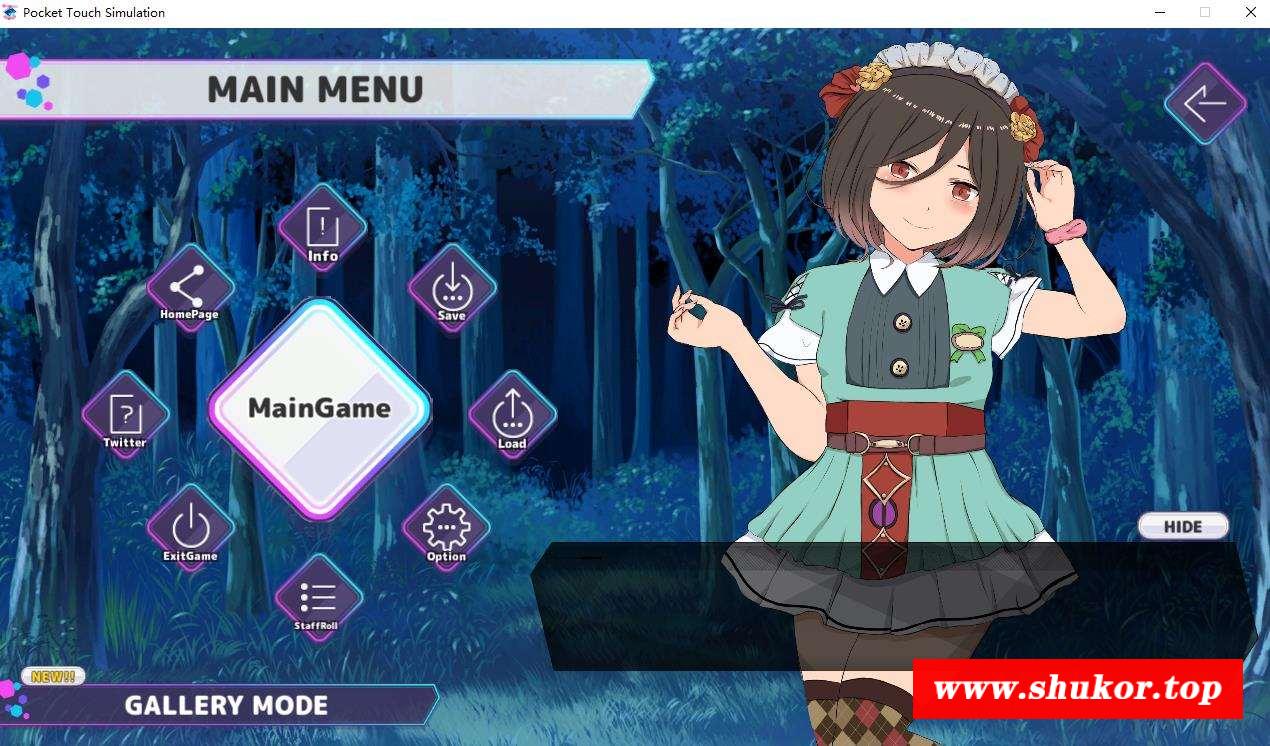 Pocket Touch Simulation
MAIN MENU
Info
HomePage
Save
MainGame
Twitter
Load
ExitGame
Option
HIDE
StaffRoll
NEW!!
GALLERY MODE
www.shukor.top